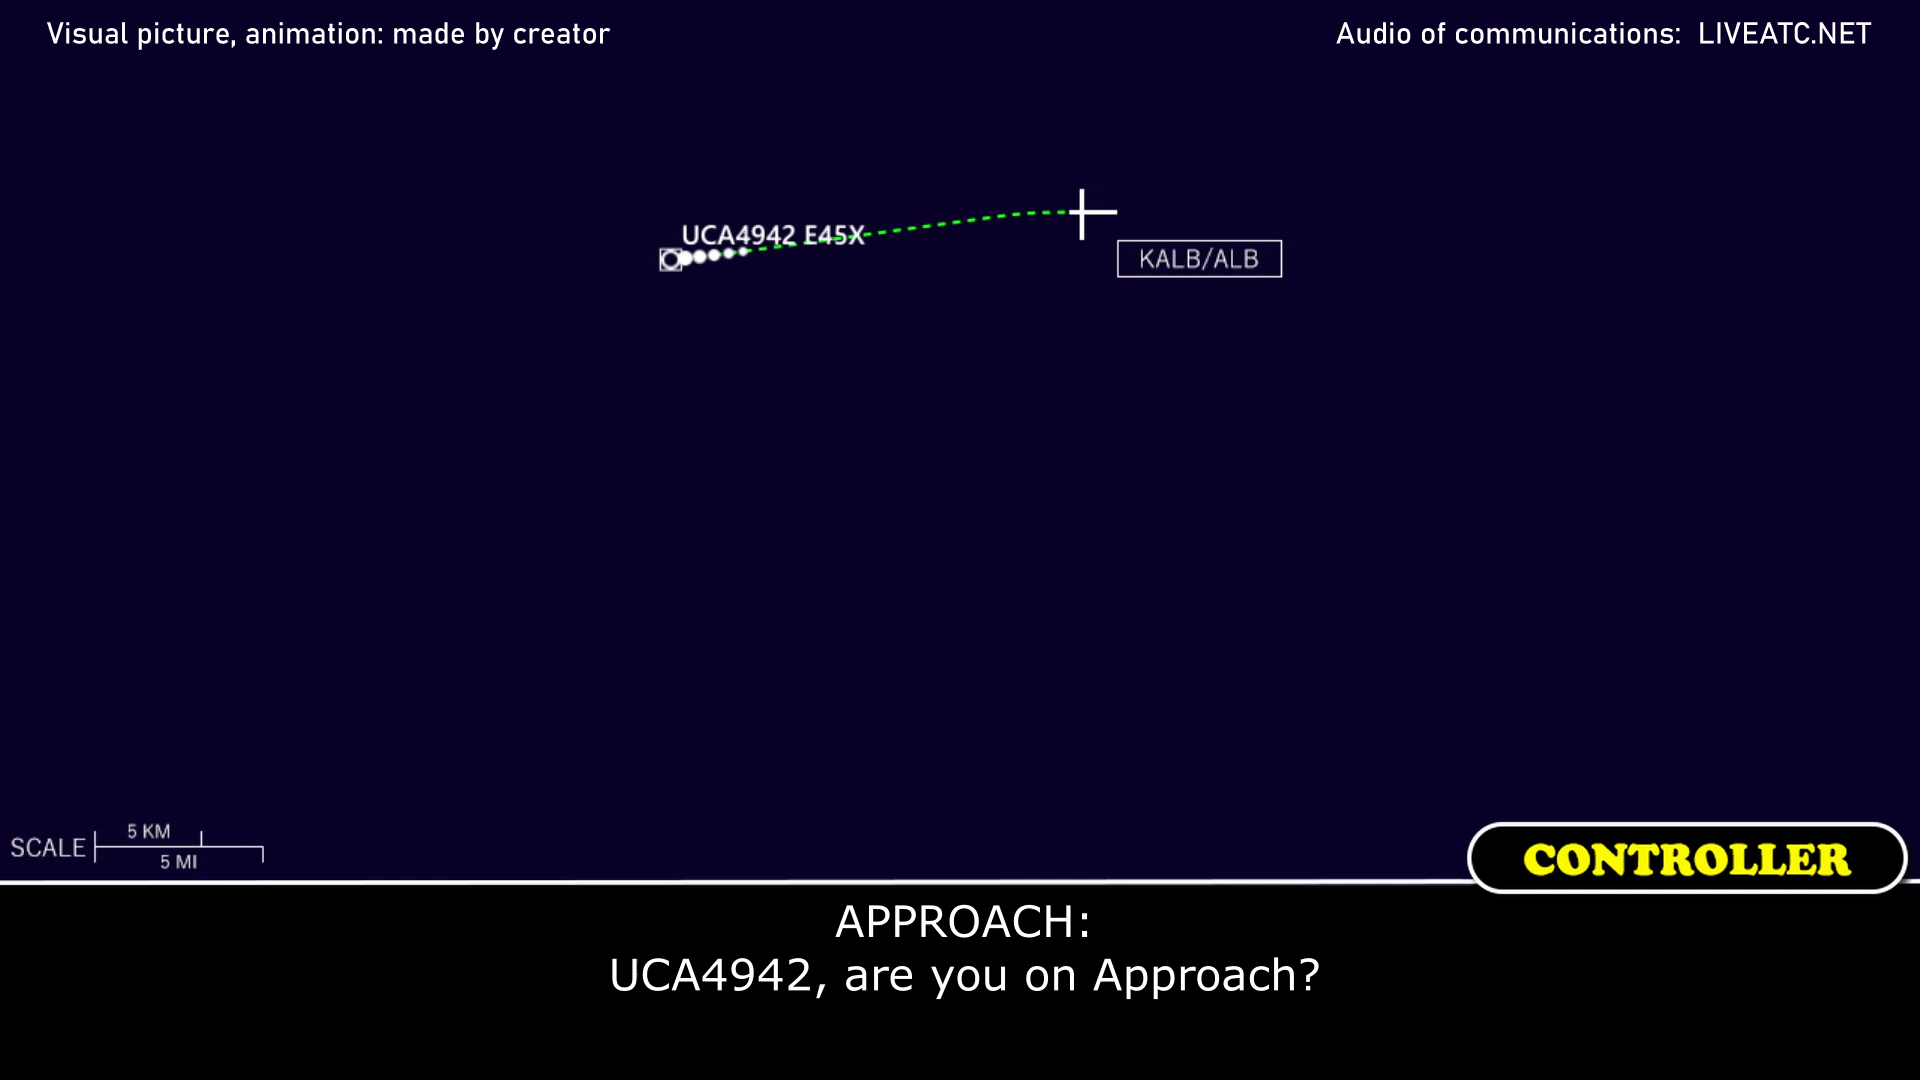 Visual picture, animation: made by creator
Audio of communications: LIVEATC.NET
UCA4942 E45X
KALB/ALB
SCALE
5 KM
5 MI
CONTROLLER
APPROACH:
UCA4942, are you on Approach?